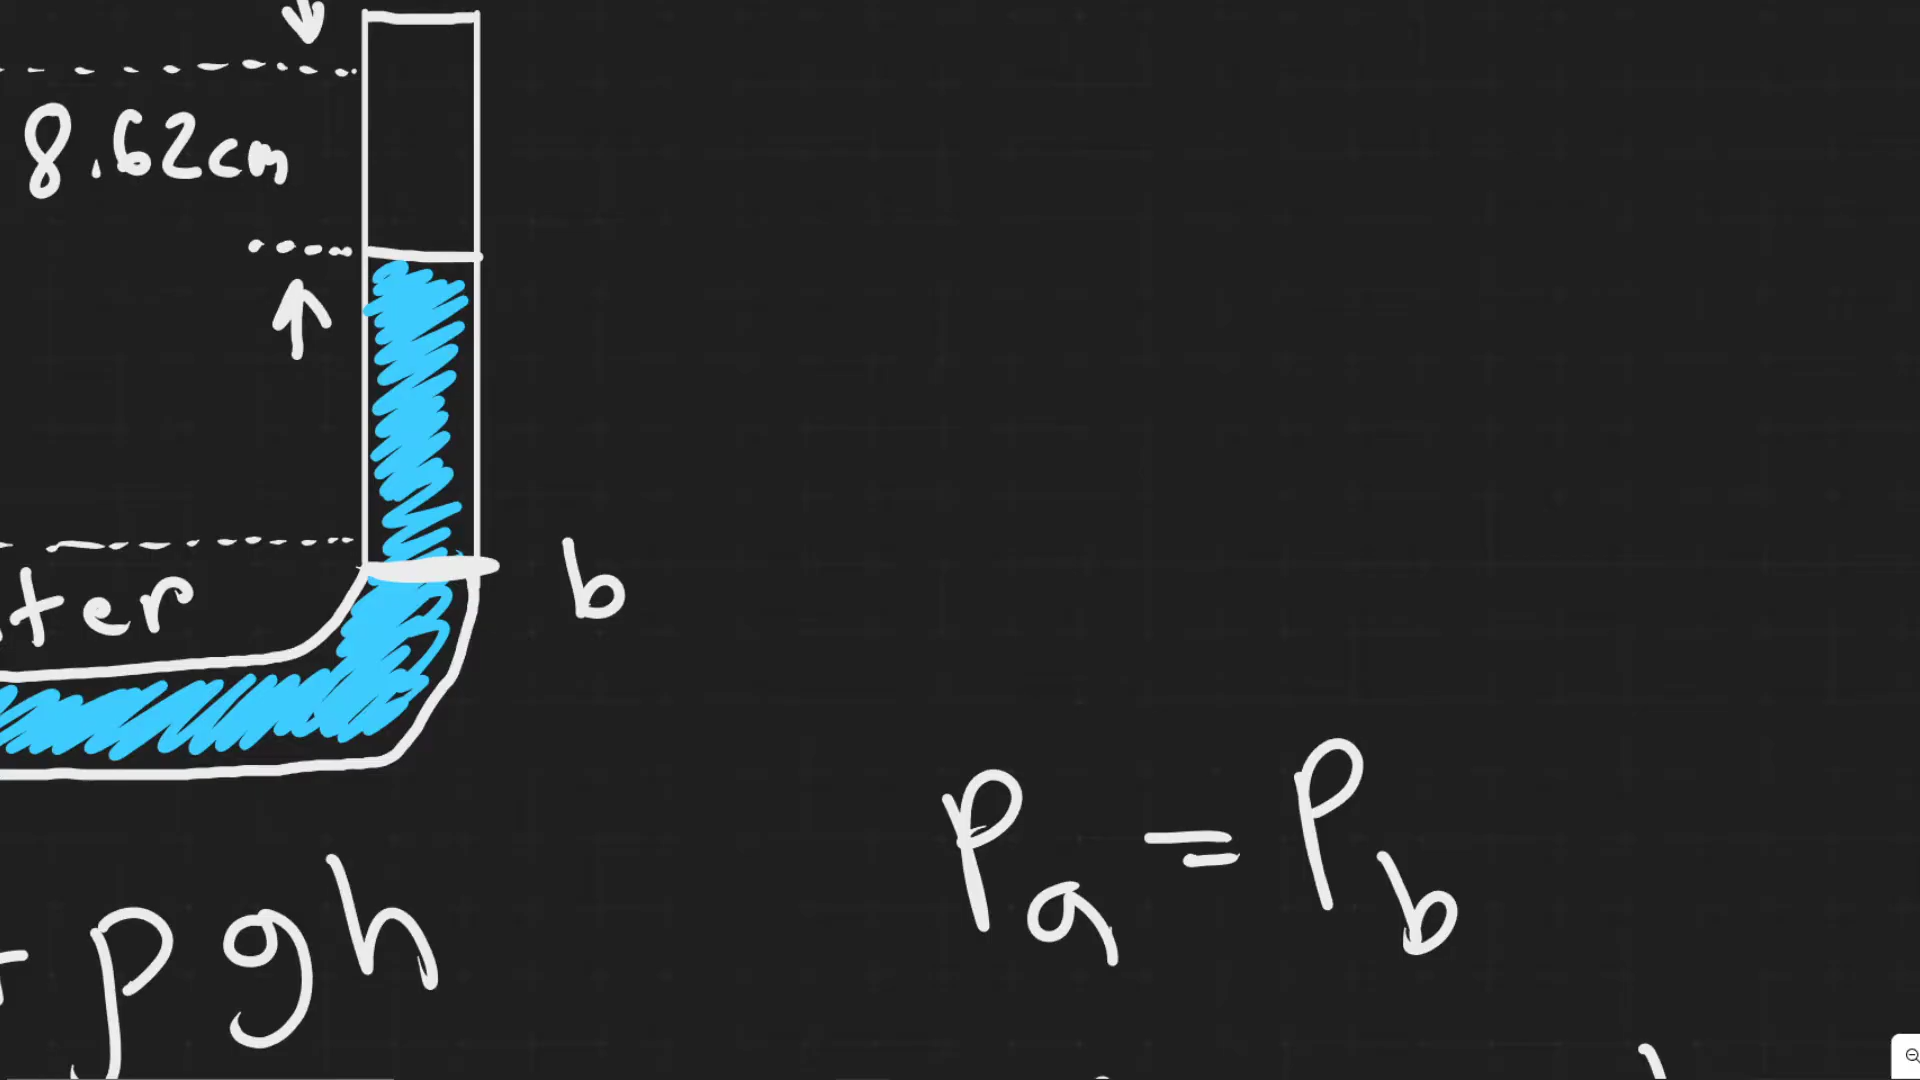 8.62cm
b
ter
ρgh
Pa = Pb